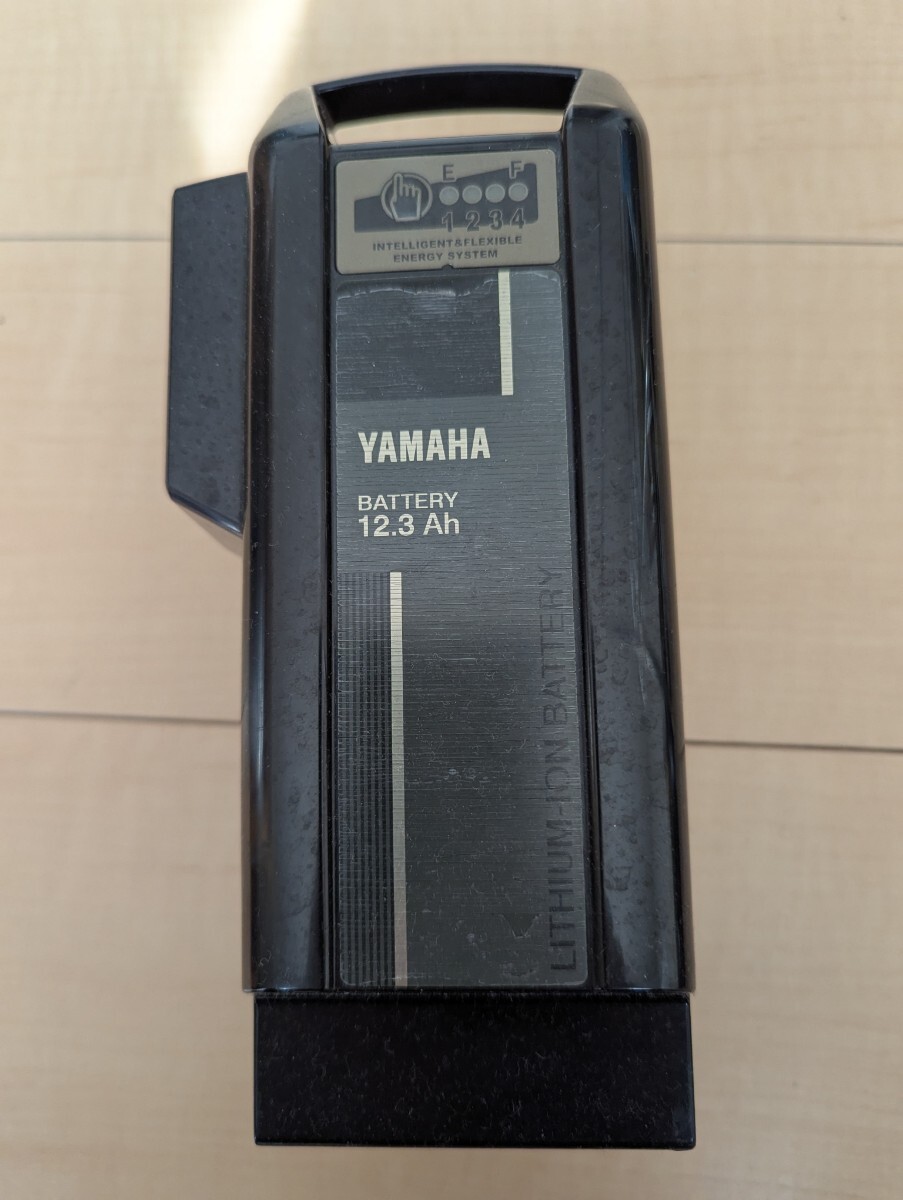 E F
1 2 3 4
INTELLIGENT&FLEXIBLE
ENERGY SYSTEM
YAMAHA
BATTERY
12.3 Ah
LITHIUM-ION BATTERY